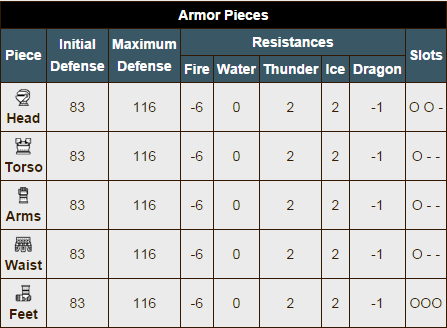 Armor Pieces
Piece Initial Defense Maximum Defense Resistances Slots
Fire Water Thunder Ice Dragon
Head 83 116 -6 0 2 2 -1 O O -
Torso 83 116 -6 0 2 2 -1 O - -
Arms 83 116 -6 0 2 2 -1 O - -
Waist 83 116 -6 0 2 2 -1 O - -
Feet 83 116 -6 0 2 2 -1 OOO